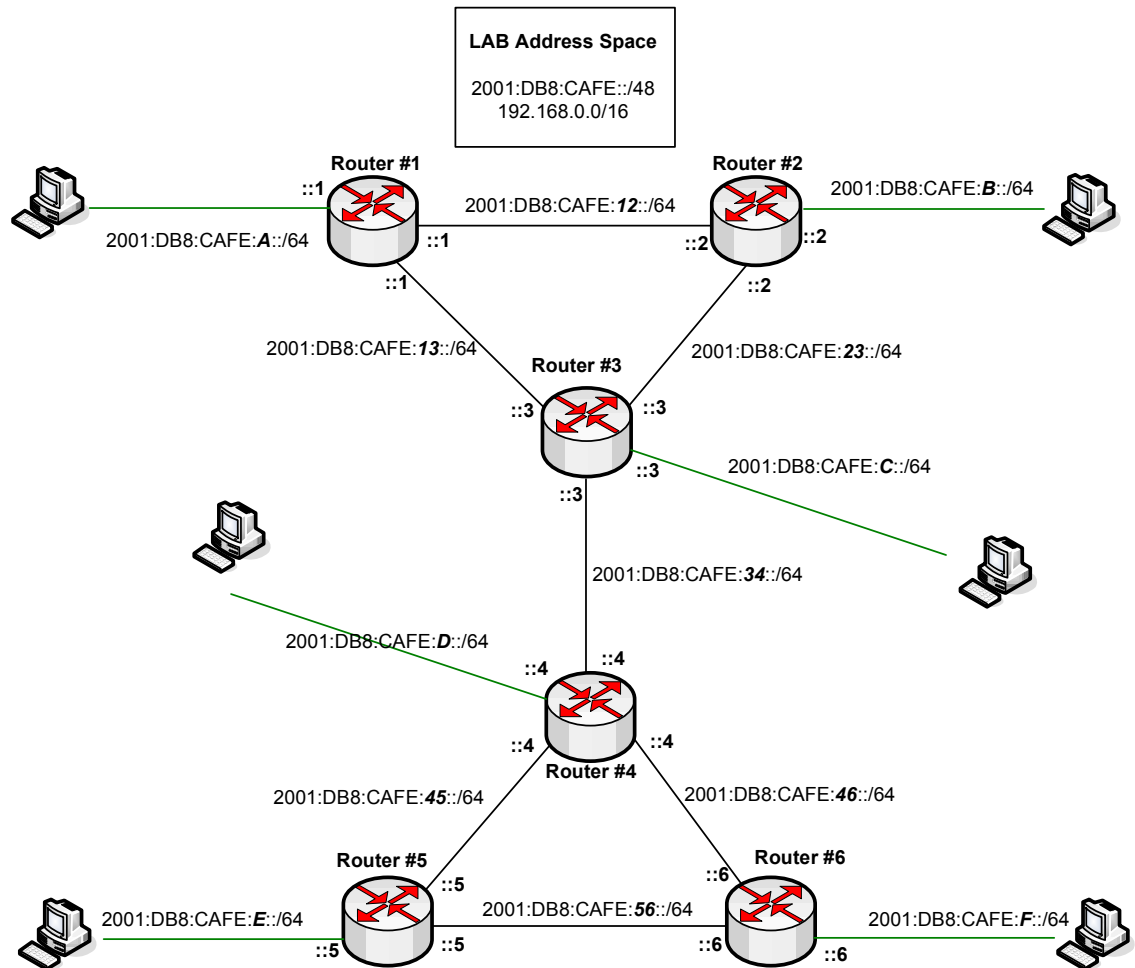 LAB Address Space
2001:DB8:CAFE::/48
192.168.0.0/16
Router #1
Router #2
::1
2001:DB8:CAFE:12::/64
2001:DB8:CAFE:B::/64
2001:DB8:CAFE:A::/64
::1
::2
::2
::1
::2
2001:DB8:CAFE:13::/64
2001:DB8:CAFE:23::/64
Router #3
::3
::3
::3
::3
2001:DB8:CAFE:C::/64
2001:DB8:CAFE:34::/64
2001:DB8:CAFE:D::/64
::4
::4
::4
::4
Router #4
2001:DB8:CAFE:45::/64
2001:DB8:CAFE:46::/64
Router #5
Router #6
::5
::6
2001:DB8:CAFE:E::/64
2001:DB8:CAFE:56::/64
2001:DB8:CAFE:F::/64
::5
::5
::6
::6